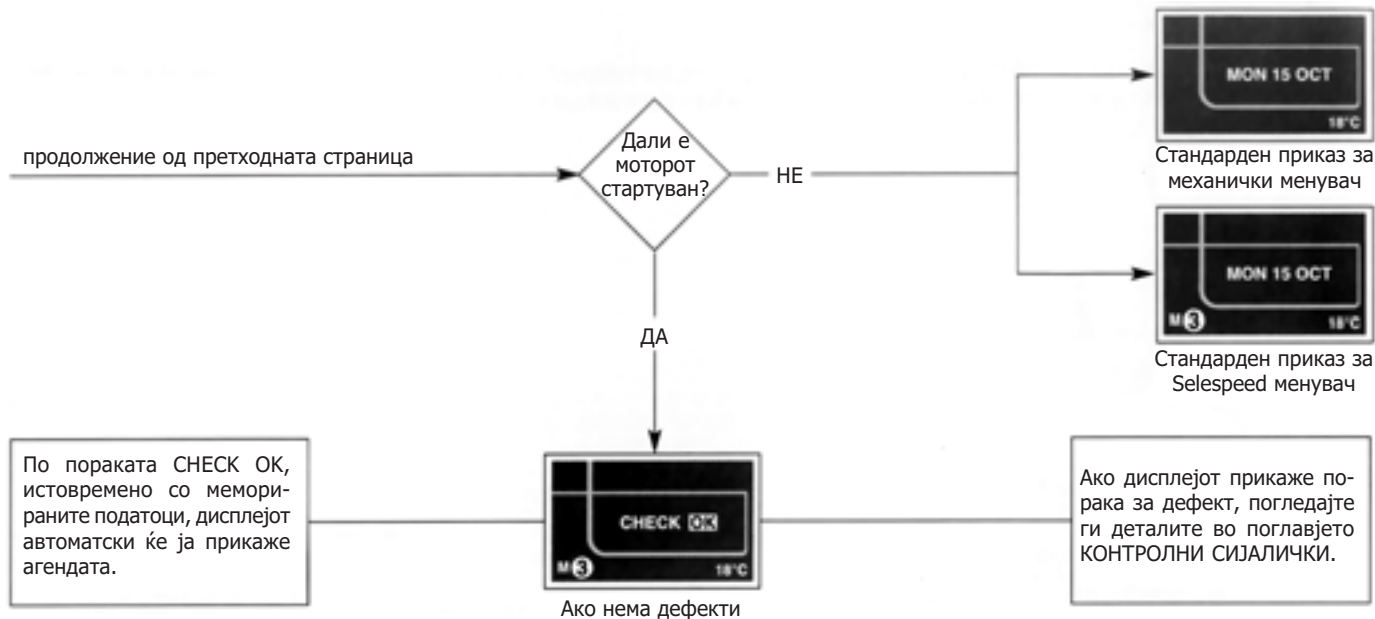 продолжение од претходната страница
Дали е
моторот
стартуван?
НЕ
MON 15 OCT
18°C
Стандарден приказ за
механички менувач
MON 15 OCT
M 3
18°C
Стандарден приказ за
Selespeed менувач
ДА
По пораката CHECK OK,
истовремено со мемори-
раните податоци, дисплејот
автоматски ќе ја прикаже
агендата.
CHECK OK
M 3
18°C
Ако нема дефекти
Ако дисплејот прикаже по-
рака за дефект, погледајте
ги деталите во поглавјето
КОНТРОЛНИ СИЈАЛИЧКИ.